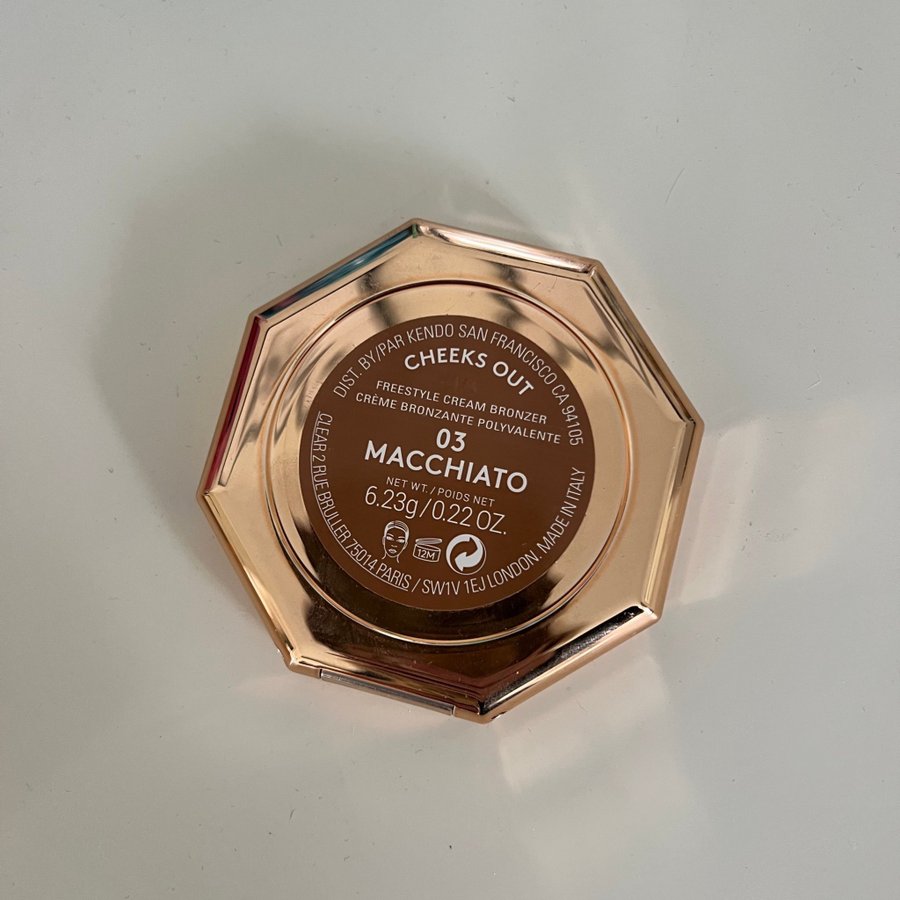 DIST. BY/PAR KENDO SAN FRANCISCO CA 94105
CHEEKS OUT
FREESTYLE CREAM BRONZER
CRÈME BRONZANTE POLYVALENTE
03
MACCHIATO
NET WT. / POIDS NET
6.23g/0.22 OZ.
12M
CLEAR 2 RUE BRULLER 75014 PARIS / SW1V 1EJ LONDON. MADE IN ITALY